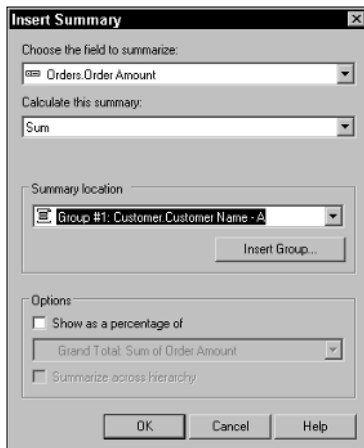 Insert Summary
Choose the field to summarize:
Orders.Order Amount
Calculate this summary:
Sum
Summary location
Group #1: Customer.Customer Name - A
Insert Group...
Options
Show as a percentage of
Grand Total: Sum of Order Amount
Summarize across hierarchy
OK Cancel Help